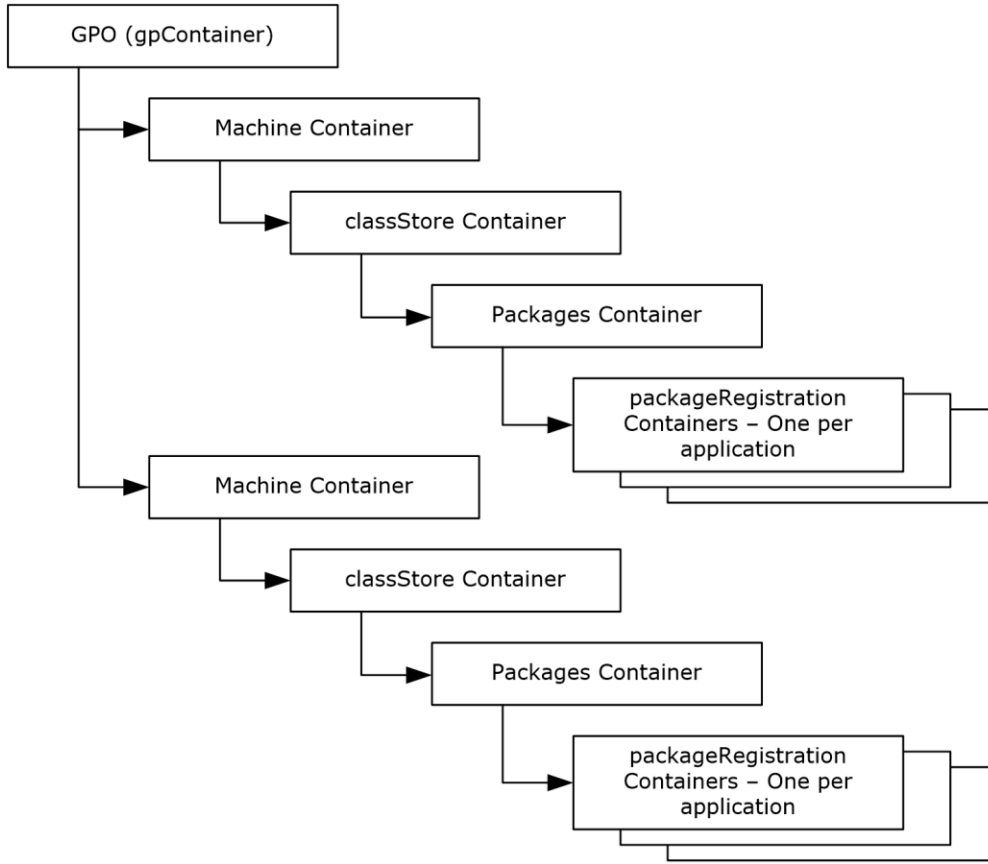 GPO (gpContainer)
Machine Container
classStore Container
Packages Container
packageRegistration
Containers – One per
application
Machine Container
classStore Container
Packages Container
packageRegistration
Containers – One per
application